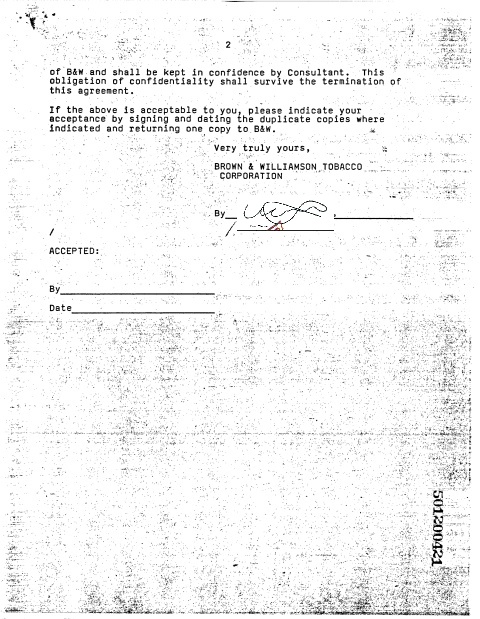 2
of B&W and shall be kept in confidence by Consultant. This
obligation of confidentiality shall survive the termination of
this agreement.
If the above is acceptable to you, please indicate your
acceptance by signing and dating the duplicate copies where
indicated and returning one copy to B&W.
Very truly yours,
BROWN & WILLIAMSON TOBACCO
CORPORATION
By
ACCEPTED:
By
Date
501200421